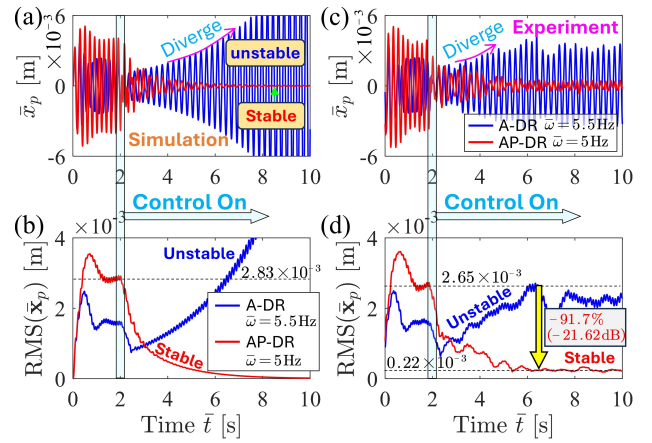 (a)
×10⁻³
6
0
-6
x̄ₚ [m]
Diverge
unstable
Stable
Simulation
0 2 4 6 8 10
(c)
×10⁻³
6
0
-6
x̄ₚ [m]
Diverge
Experiment
A-DR ω̄ = 5.5Hz
AP-DR ω̄ = 5Hz
0 2 4 6 8 10
Control On
Control On
(b)
×10⁻³
4
2
0
RMS(x̄ₚ) [m]
Unstable
2.83×10⁻³
A-DR
ω̄ = 5.5Hz
AP-DR
ω̄ = 5Hz
Stable
0 2 4 6 8 10
Time t̄ [s]
(d)
×10⁻³
4
2
0
RMS(x̄ₚ) [m]
2.65×10⁻³
Unstable
−91.7%
(−21.62dB)
0.22×10⁻³
Stable
0 2 4 6 8 10
Time t̄ [s]